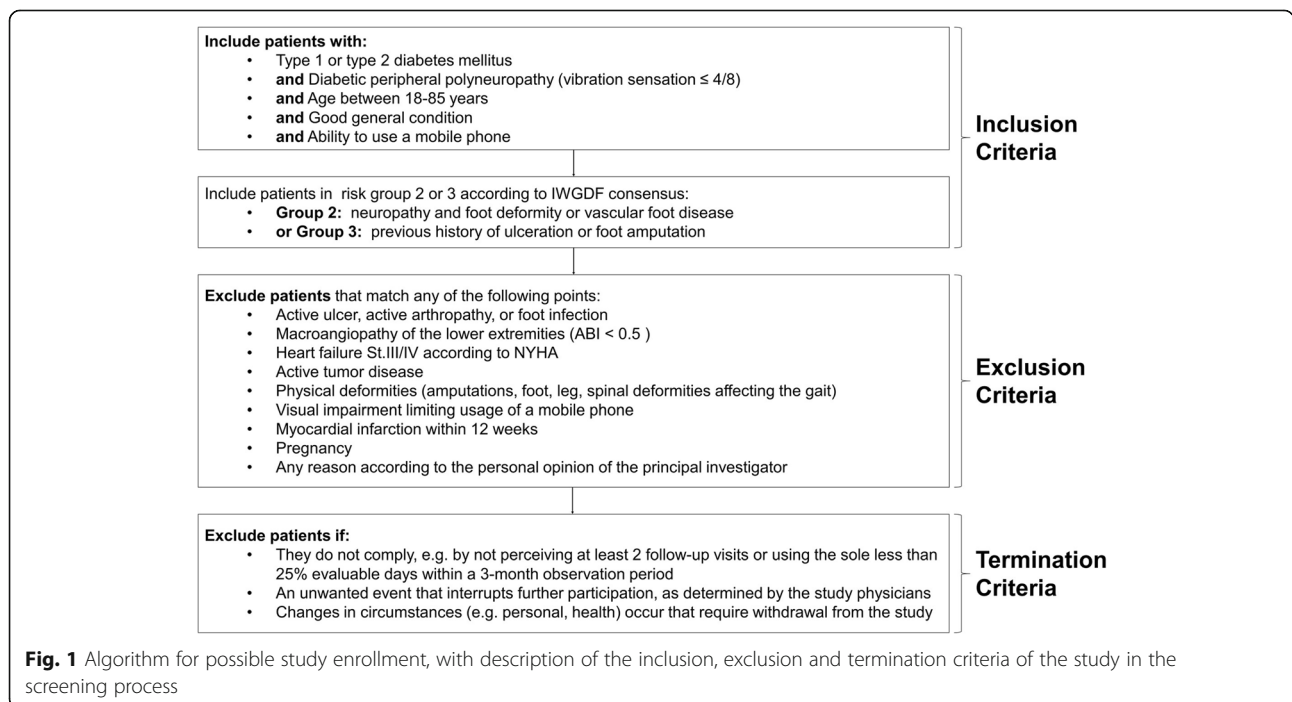 Include patients with:
• Type 1 or type 2 diabetes mellitus
• and Diabetic peripheral polyneuropathy (vibration sensation ≤ 4/8)
• and Age between 18-85 years
• and Good general condition
• and Ability to use a mobile phone
Inclusion
Criteria
Include patients in risk group 2 or 3 according to IWGDF consensus:
• Group 2: neuropathy and foot deformity or vascular foot disease
• or Group 3: previous history of ulceration or foot amputation
Exclude patients that match any of the following points:
• Active ulcer, active arthropathy, or foot infection
• Macroangiopathy of the lower extremities (ABI < 0.5 )
• Heart failure St.III/IV according to NYHA
• Active tumor disease
• Physical deformities (amputations, foot, leg, spinal deformities affecting the gait)
• Visual impairment limiting usage of a mobile phone
• Myocardial infarction within 12 weeks
• Pregnancy
• Any reason according to the personal opinion of the principal investigator
Exclusion
Criteria
Exclude patients if:
• They do not comply, e.g. by not perceiving at least 2 follow-up visits or using the sole less than
25% evaluable days within a 3-month observation period
• An unwanted event that interrupts further participation, as determined by the study physicians
• Changes in circumstances (e.g. personal, health) occur that require withdrawal from the study
Termination
Criteria
Fig. 1 Algorithm for possible study enrollment, with description of the inclusion, exclusion and termination criteria of the study in the
screening process